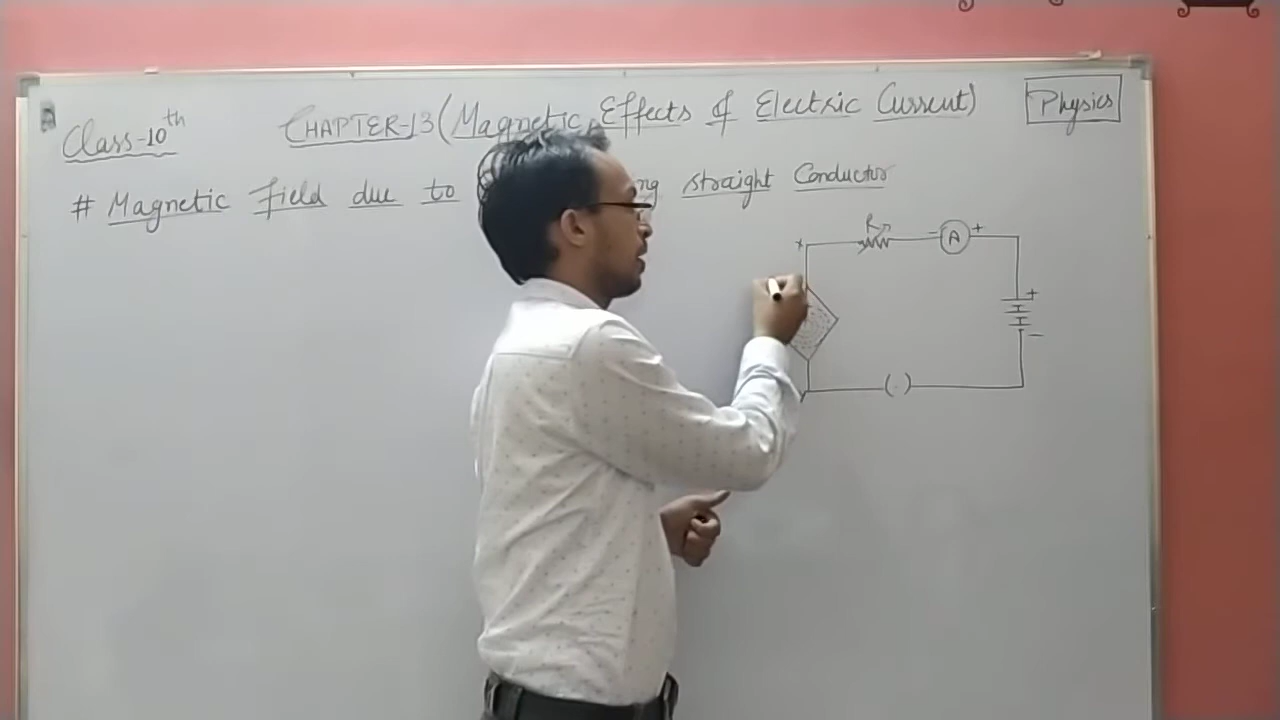 Class-10th
CHAPTER-13 (Magnetic Effects of Electric Current)
Physics
# Magnetic Field due to straight Conductor
R
- A +
+
-
x